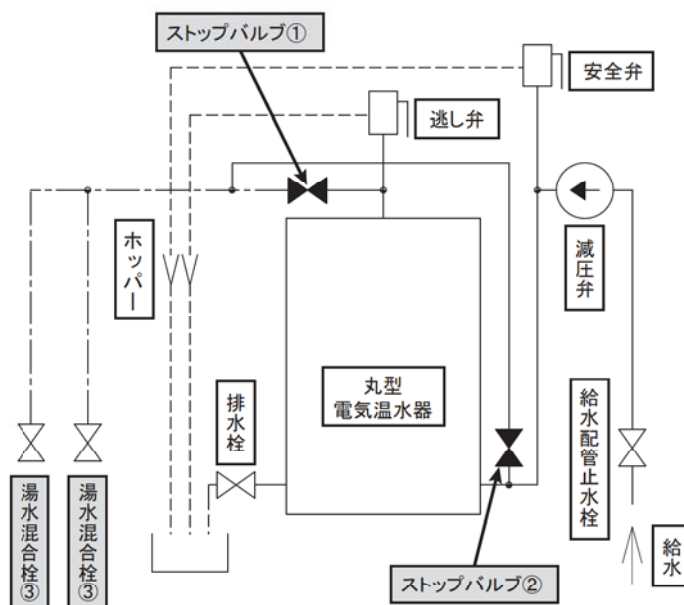 ストップバルブ①
安全弁
逃し弁
ホッパー
減圧弁
丸型
電気温水器
排水栓
給水配管止水栓
湯水混合栓③
湯水混合栓③
ストップバルブ②
給水